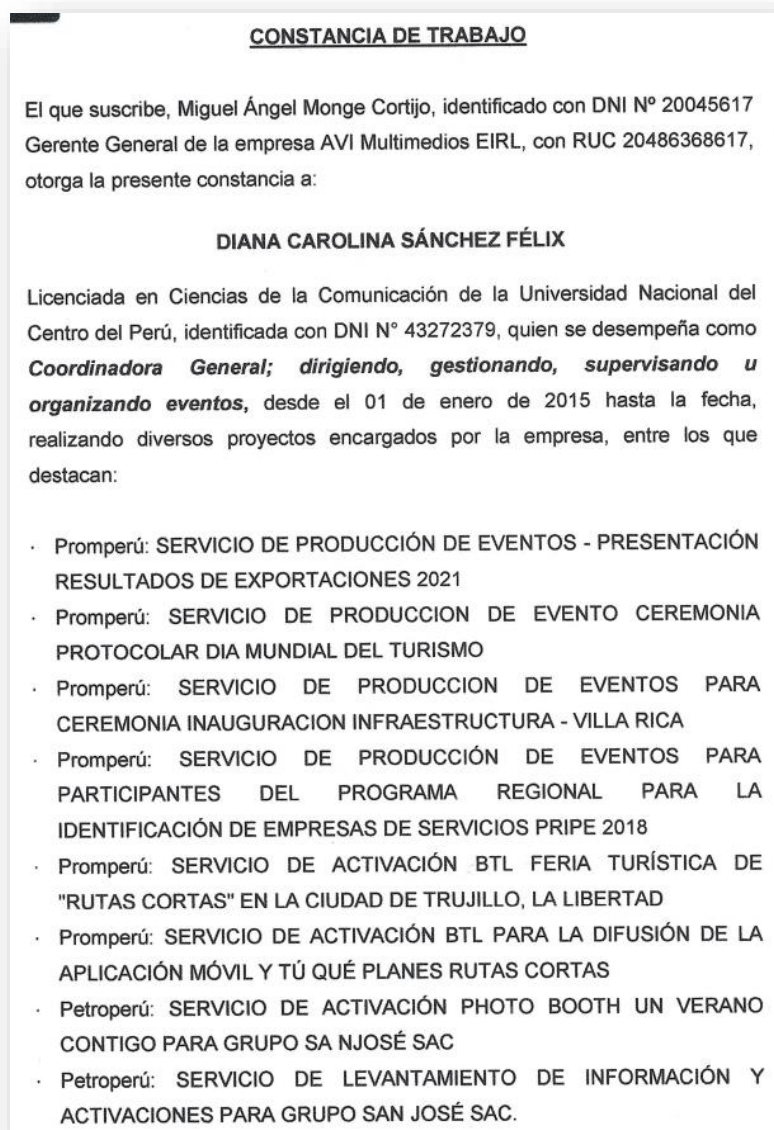 CONSTANCIA DE TRABAJO
El que suscribe, Miguel Ángel Monge Cortijo, identificado con DNI Nº 20045617
Gerente General de la empresa AVI Multimedios EIRL, con RUC 20486368617,
otorga la presente constancia a:
DIANA CAROLINA SÁNCHEZ FÉLIX
Licenciada en Ciencias de la Comunicación de la Universidad Nacional del
Centro del Perú, identificada con DNI N° 43272379, quien se desempeña como
Coordinadora General; dirigiendo, gestionando, supervisando u
organizando eventos, desde el 01 de enero de 2015 hasta la fecha,
realizando diversos proyectos encargados por la empresa, entre los que
destacan:
· Promperú: SERVICIO DE PRODUCCIÓN DE EVENTOS - PRESENTACIÓN
RESULTADOS DE EXPORTACIONES 2021
· Promperú: SERVICIO DE PRODUCCION DE EVENTO CEREMONIA
PROTOCOLAR DIA MUNDIAL DEL TURISMO
· Promperú: SERVICIO DE PRODUCCION DE EVENTOS PARA
CEREMONIA INAUGURACION INFRAESTRUCTURA - VILLA RICA
· Promperú: SERVICIO DE PRODUCCIÓN DE EVENTOS PARA
PARTICIPANTES DEL PROGRAMA REGIONAL PARA LA
IDENTIFICACIÓN DE EMPRESAS DE SERVICIOS PRIPE 2018
· Promperú: SERVICIO DE ACTIVACIÓN BTL FERIA TURÍSTICA DE
"RUTAS CORTAS" EN LA CIUDAD DE TRUJILLO, LA LIBERTAD
· Promperú: SERVICIO DE ACTIVACIÓN BTL PARA LA DIFUSIÓN DE LA
APLICACIÓN MÓVIL Y TÚ QUÉ PLANES RUTAS CORTAS
· Petroperú: SERVICIO DE ACTIVACIÓN PHOTO BOOTH UN VERANO
CONTIGO PARA GRUPO SA NJOSÉ SAC
· Petroperú: SERVICIO DE LEVANTAMIENTO DE INFORMACIÓN Y
ACTIVACIONES PARA GRUPO SAN JOSÉ SAC.